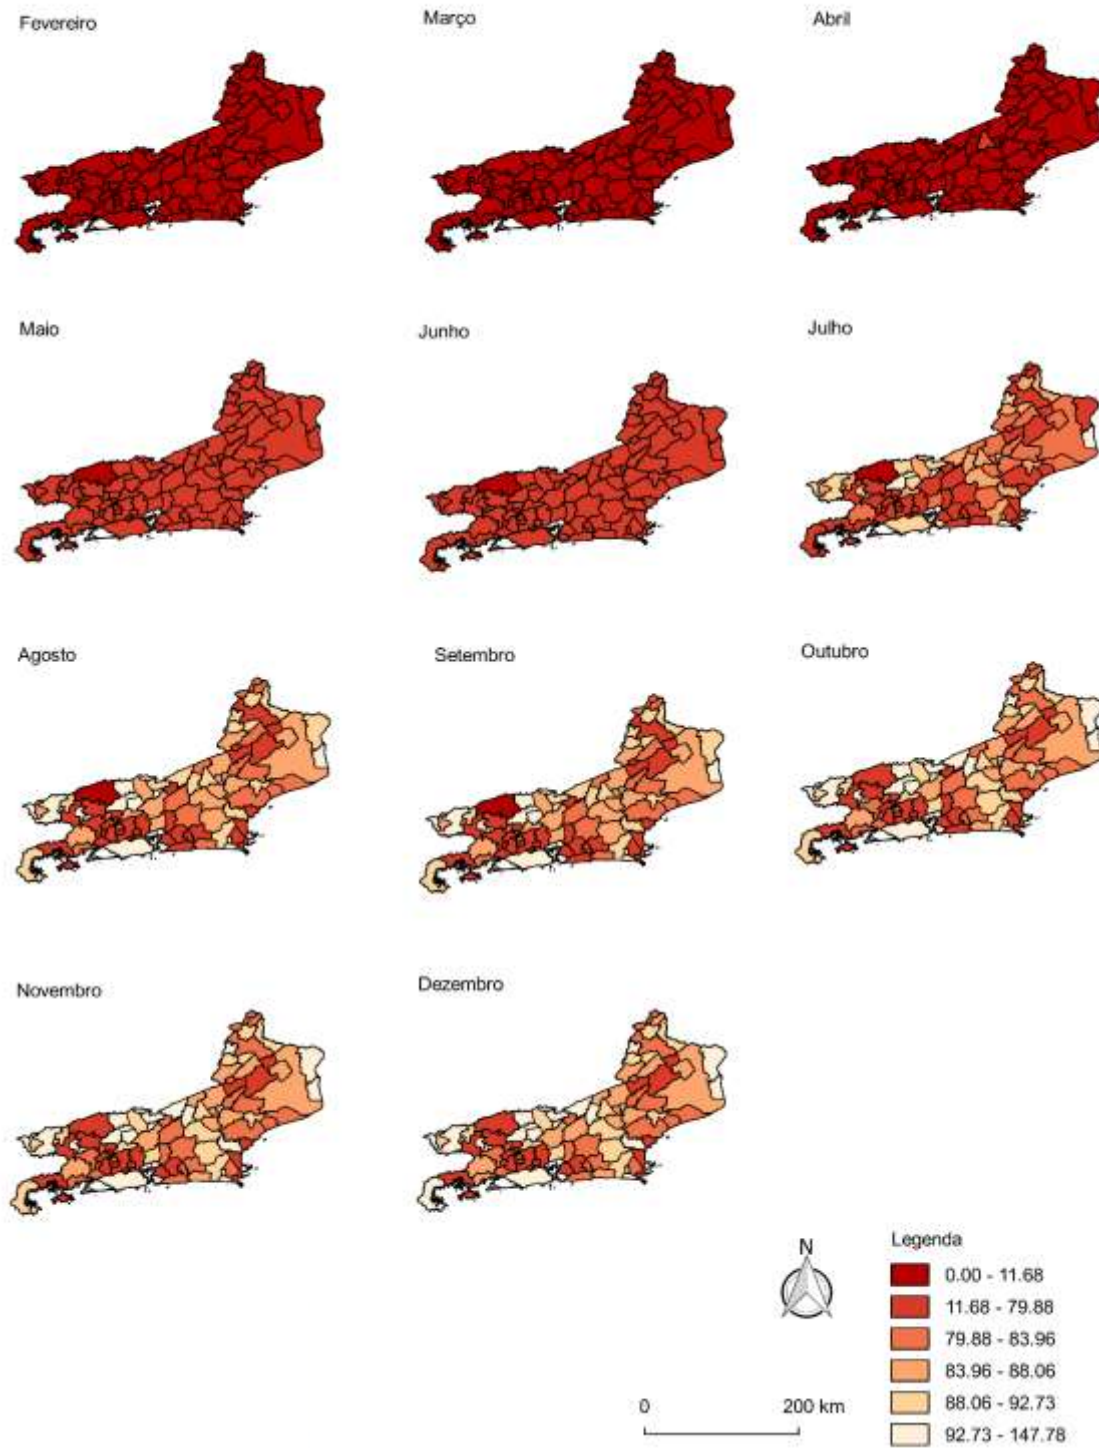 Fevereiro
Março
Abril
Maio
Junho
Julho
Agosto
Setembro
Outubro
Novembro
Dezembro
N
Legenda
0.00 - 11.68
11.68 - 79.88
79.88 - 83.96
83.96 - 88.06
88.06 - 92.73
92.73 - 147.78
0 200 km